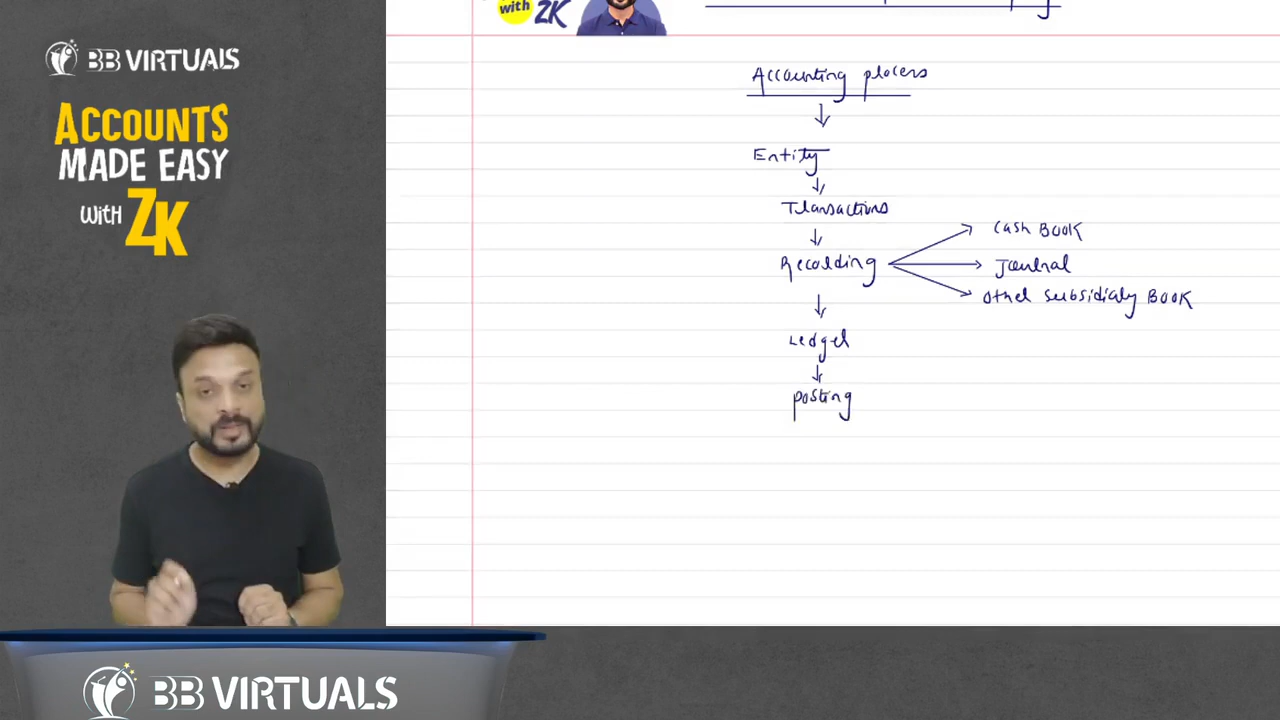 BB VIRTUALS
ACCOUNTS
MADE EASY
with ZK
with ZK
Accounting process
Entity
Transactions
Recording
Cash BOOK
Journal
Other subsidiary BOOK
Ledger
posting
BB VIRTUALS